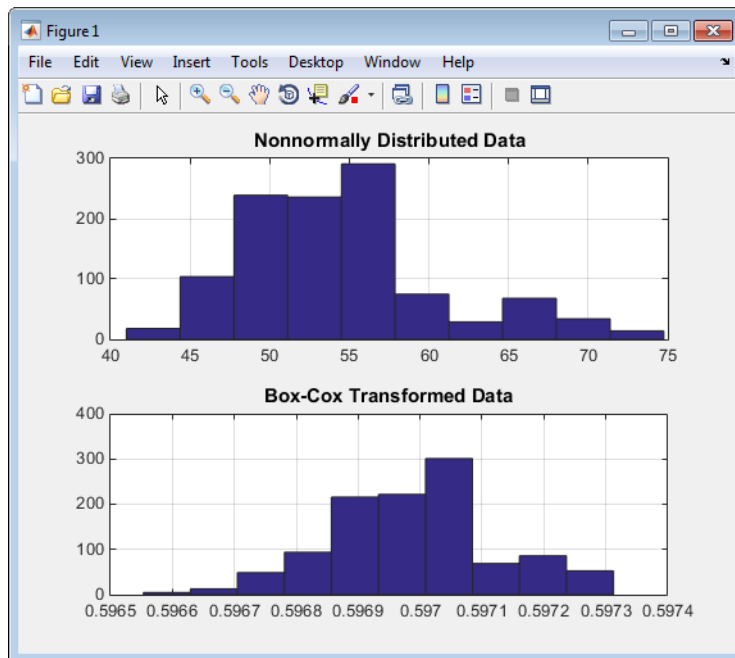 Figure 1
File Edit View Insert Tools Desktop Window Help
Nonnormally Distributed Data
300
200
100
0
40 45 50 55 60 65 70 75
Box-Cox Transformed Data
400
300
200
100
0
0.5965 0.5966 0.5967 0.5968 0.5969 0.597 0.5971 0.5972 0.5973 0.5974